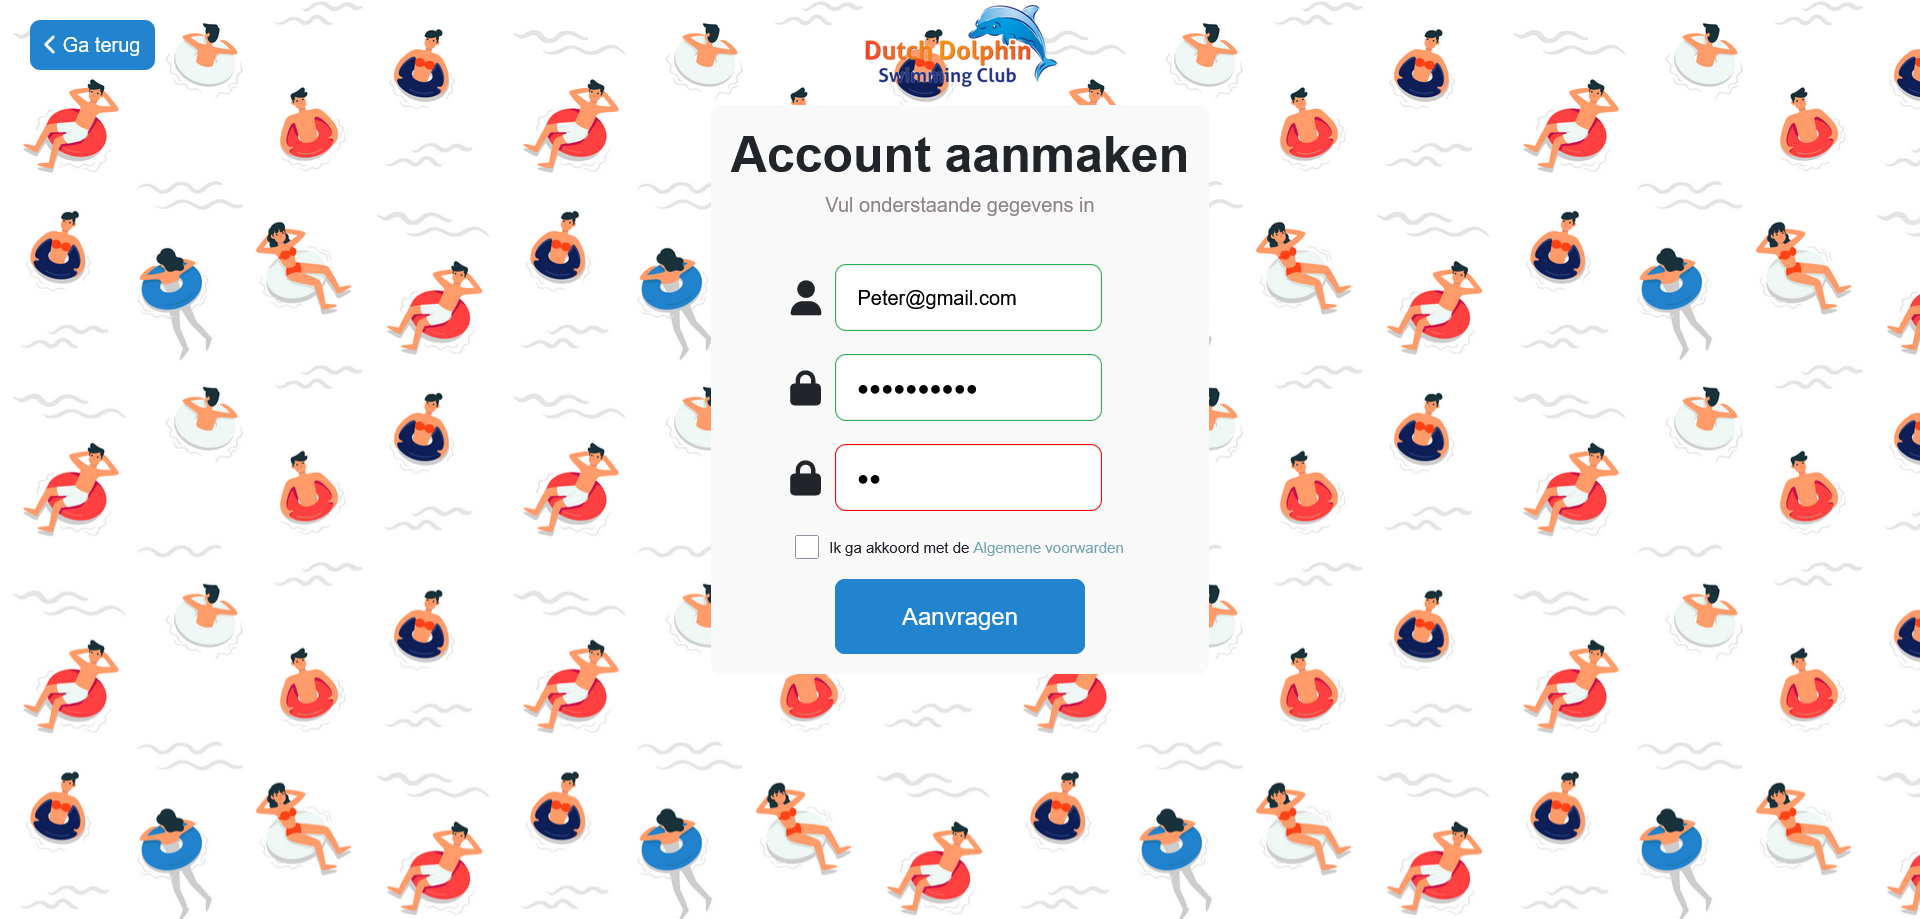 Ga terug
Dutch Dolphin
Swimming Club
Account aanmaken
Vul onderstaande gegevens in
Peter@gmail.com
••••••••••
••
Ik ga akkoord met de Algemene voorwarden
Aanvragen